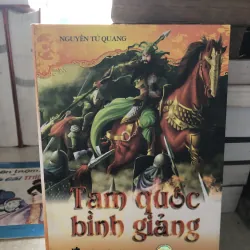 NGUYỄN TỬ QUANG
Tam quốc
bình giảng